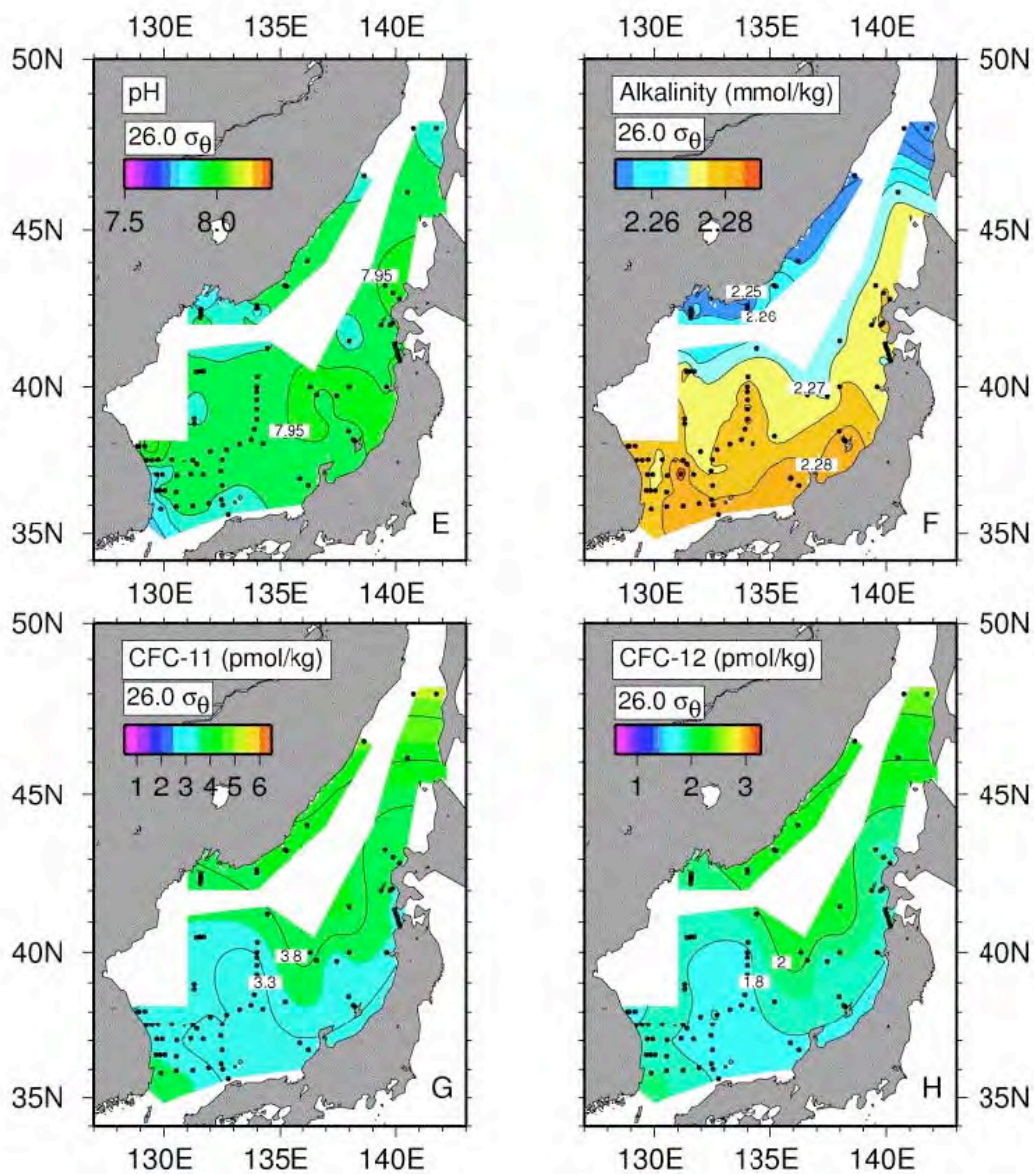 130E 135E 140E 130E 135E 140E
50N 50N
pH Alkalinity (mmol/kg)
26.0 σθ 26.0 σθ
7.5 8.0 2.26 2.28
45N 45N
7.95 2.25
2.26
40N 40N
2.27
7.95
2.28
35N E F 35N
130E 135E 140E 130E 135E 140E
50N 50N
CFC-11 (pmol/kg) CFC-12 (pmol/kg)
26.0 σθ 26.0 σθ
1 2 3 4 5 6 1 2 3
45N 45N
40N 3.8 2 40N
3.3 1.8
35N G H 35N
130E 135E 140E 130E 135E 140E